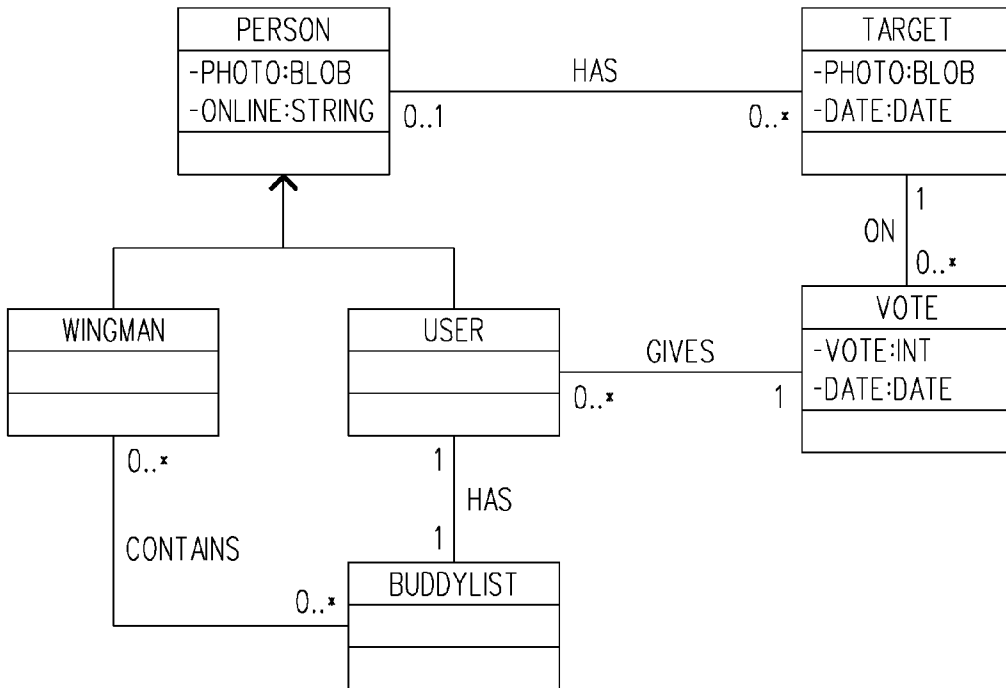 PERSON
-PHOTO:BLOB
-ONLINE:STRING
HAS
0..1
0..*
TARGET
-PHOTO:BLOB
-DATE:DATE
1
ON
0..*
WINGMAN
USER
GIVES
0..*
1
VOTE
-VOTE:INT
-DATE:DATE
0..*
CONTAINS
0..*
1
HAS
1
BUDDYLIST